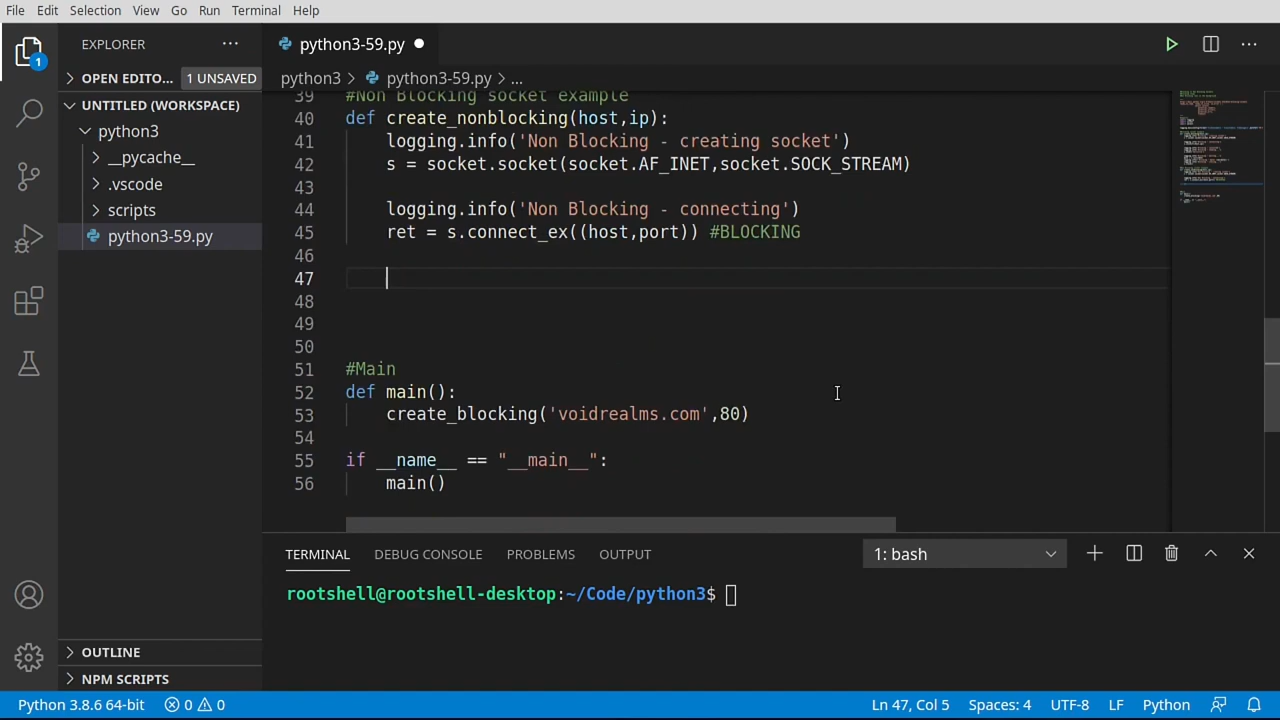 File Edit Selection View Go Run Terminal Help
EXPLORER
python3-59.py
1
OPEN EDITO... 1 UNSAVED
python3 > python3-59.py > ...
UNTITLED (WORKSPACE)
python3
__pycache__
.vscode
scripts
python3-59.py
39 #Non Blocking socket example
40 def create_nonblocking(host,ip):
41 logging.info('Non Blocking - creating socket')
42 s = socket.socket(socket.AF_INET,socket.SOCK_STREAM)
43
44 logging.info('Non Blocking - connecting')
45 ret = s.connect_ex((host,port)) #BLOCKING
46
47
48
49
50
51 #Main
52 def main():
53 create_blocking('voidrealms.com',80)
54
55 if __name__ == "__main__":
56 main()
TERMINAL DEBUG CONSOLE PROBLEMS OUTPUT 1: bash
rootshell@rootshell-desktop:~/Code/python3$
OUTLINE
NPM SCRIPTS
Python 3.8.6 64-bit 0 0 Ln 47, Col 5 Spaces: 4 UTF-8 LF Python